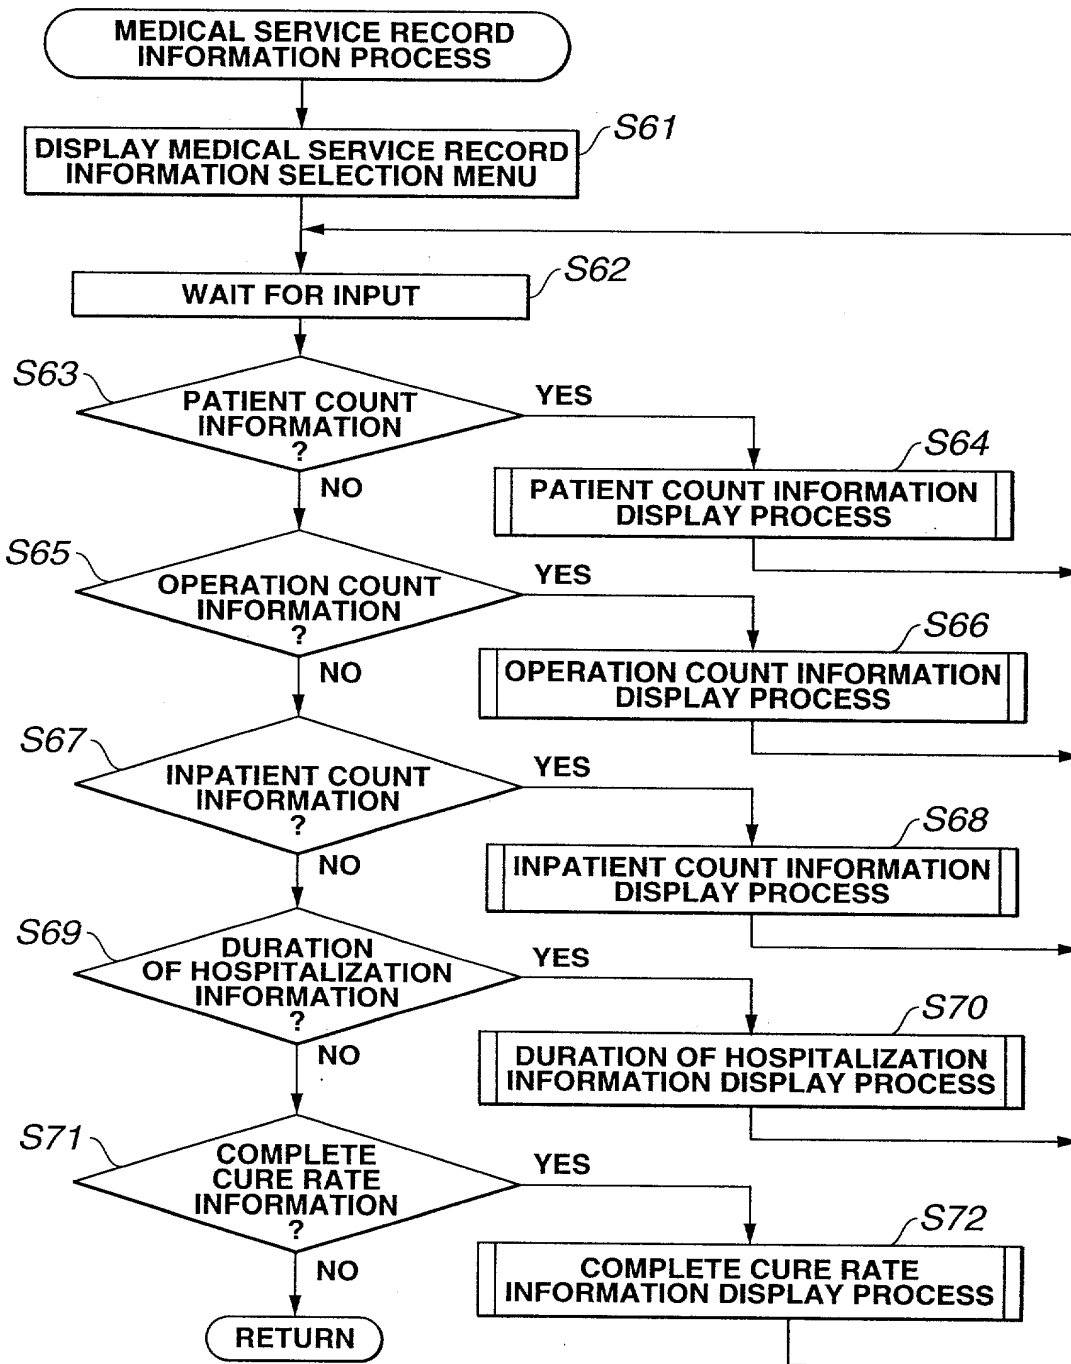 MEDICAL SERVICE RECORD
INFORMATION PROCESS
S61
DISPLAY MEDICAL SERVICE RECORD
INFORMATION SELECTION MENU
S62
WAIT FOR INPUT
S63
PATIENT COUNT
INFORMATION
?
YES
NO
S64
PATIENT COUNT INFORMATION
DISPLAY PROCESS
S65
OPERATION COUNT
INFORMATION
?
YES
NO
S66
OPERATION COUNT INFORMATION
DISPLAY PROCESS
S67
INPATIENT COUNT
INFORMATION
?
YES
NO
S68
INPATIENT COUNT INFORMATION
DISPLAY PROCESS
S69
DURATION
OF HOSPITALIZATION
INFORMATION
?
YES
NO
S70
DURATION OF HOSPITALIZATION
INFORMATION DISPLAY PROCESS
S71
COMPLETE
CURE RATE
INFORMATION
?
YES
NO
S72
COMPLETE CURE RATE
INFORMATION DISPLAY PROCESS
RETURN